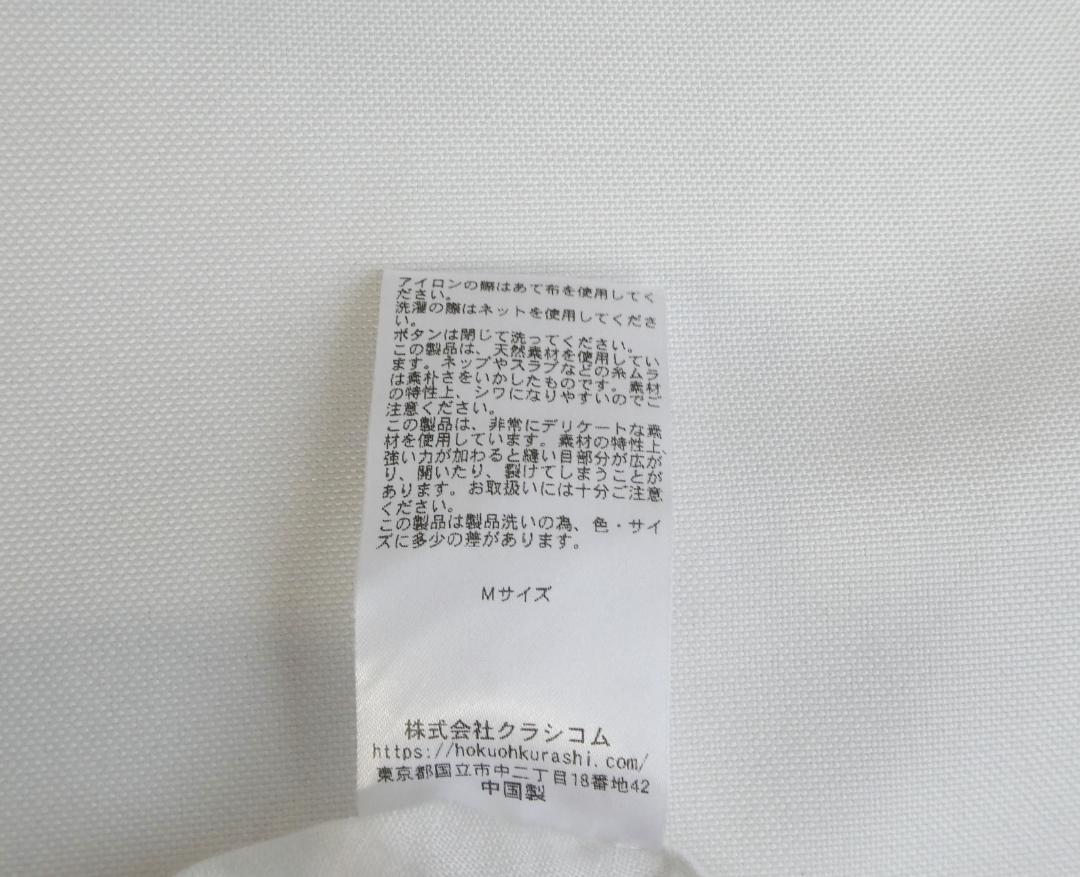 アイロンの際はあて布を使用してく
ださい。
洗濯の際はネットを使用してくださ
い。
ボタンは閉じて洗ってください。
この製品は、天然素材を使用してい
ます。ネップやスラブなどの糸ムラ
は素朴さをいかしたものです。素材
の特性上、シワになりやすいのでご
注意ください。
この製品は、非常にデリケートな素
材を使用しています。素材の特性上、
強い力が加わると縫い目部分が広が
り、開いたり、裂けてしまうことが
あります。お取扱いには十分ご注意
ください。
この製品は製品洗いの為、色・サイ
ズに多少の差があります。
Mサイズ
株式会社クラシコム
https://hokuohkurashi.com/
東京都国立市中二丁目18番地42
中国製